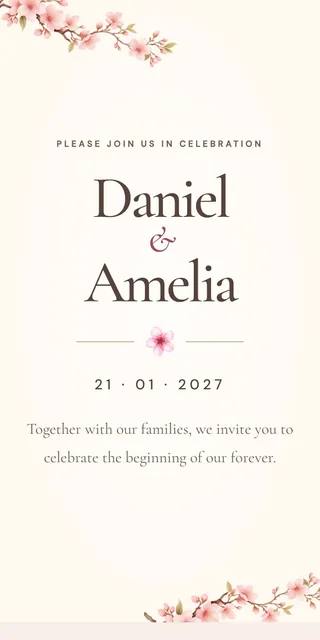 PLEASE JOIN US IN CELEBRATION
Daniel
&
Amelia
21 · 01 · 2027
Together with our families, we invite you to
celebrate the beginning of our forever.